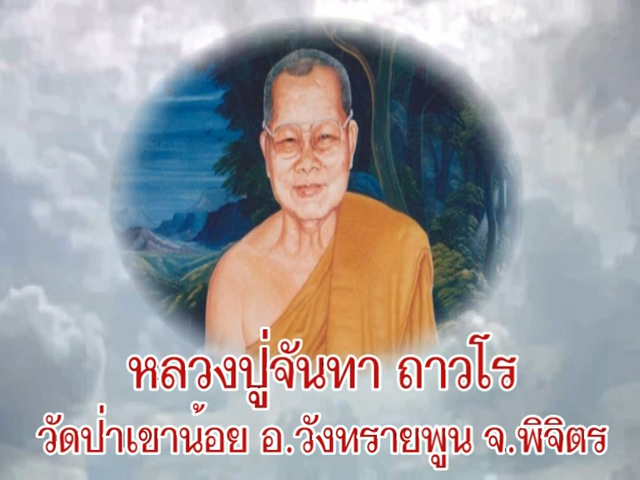 หลวงปู่จันทา ถาวโร
วัดป่าเขาน้อย อ.วังทรายพูน จ.พิจิตร